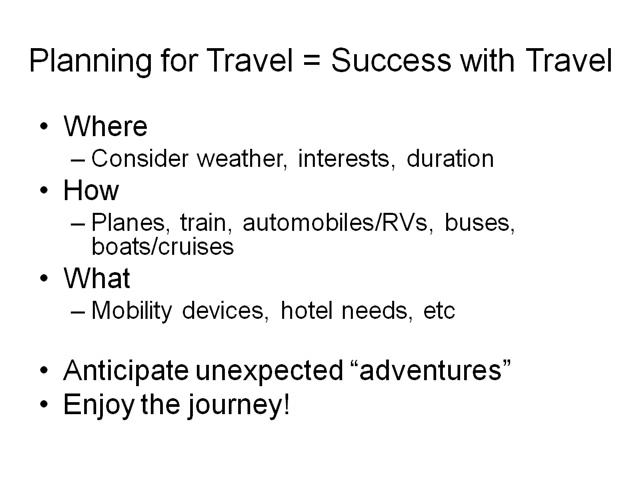 Planning for Travel = Success with Travel
• Where
– Consider weather, interests, duration
• How
– Planes, train, automobiles/RVs, buses,
boats/cruises
• What
– Mobility devices, hotel needs, etc
• Anticipate unexpected “adventures”
• Enjoy the journey!